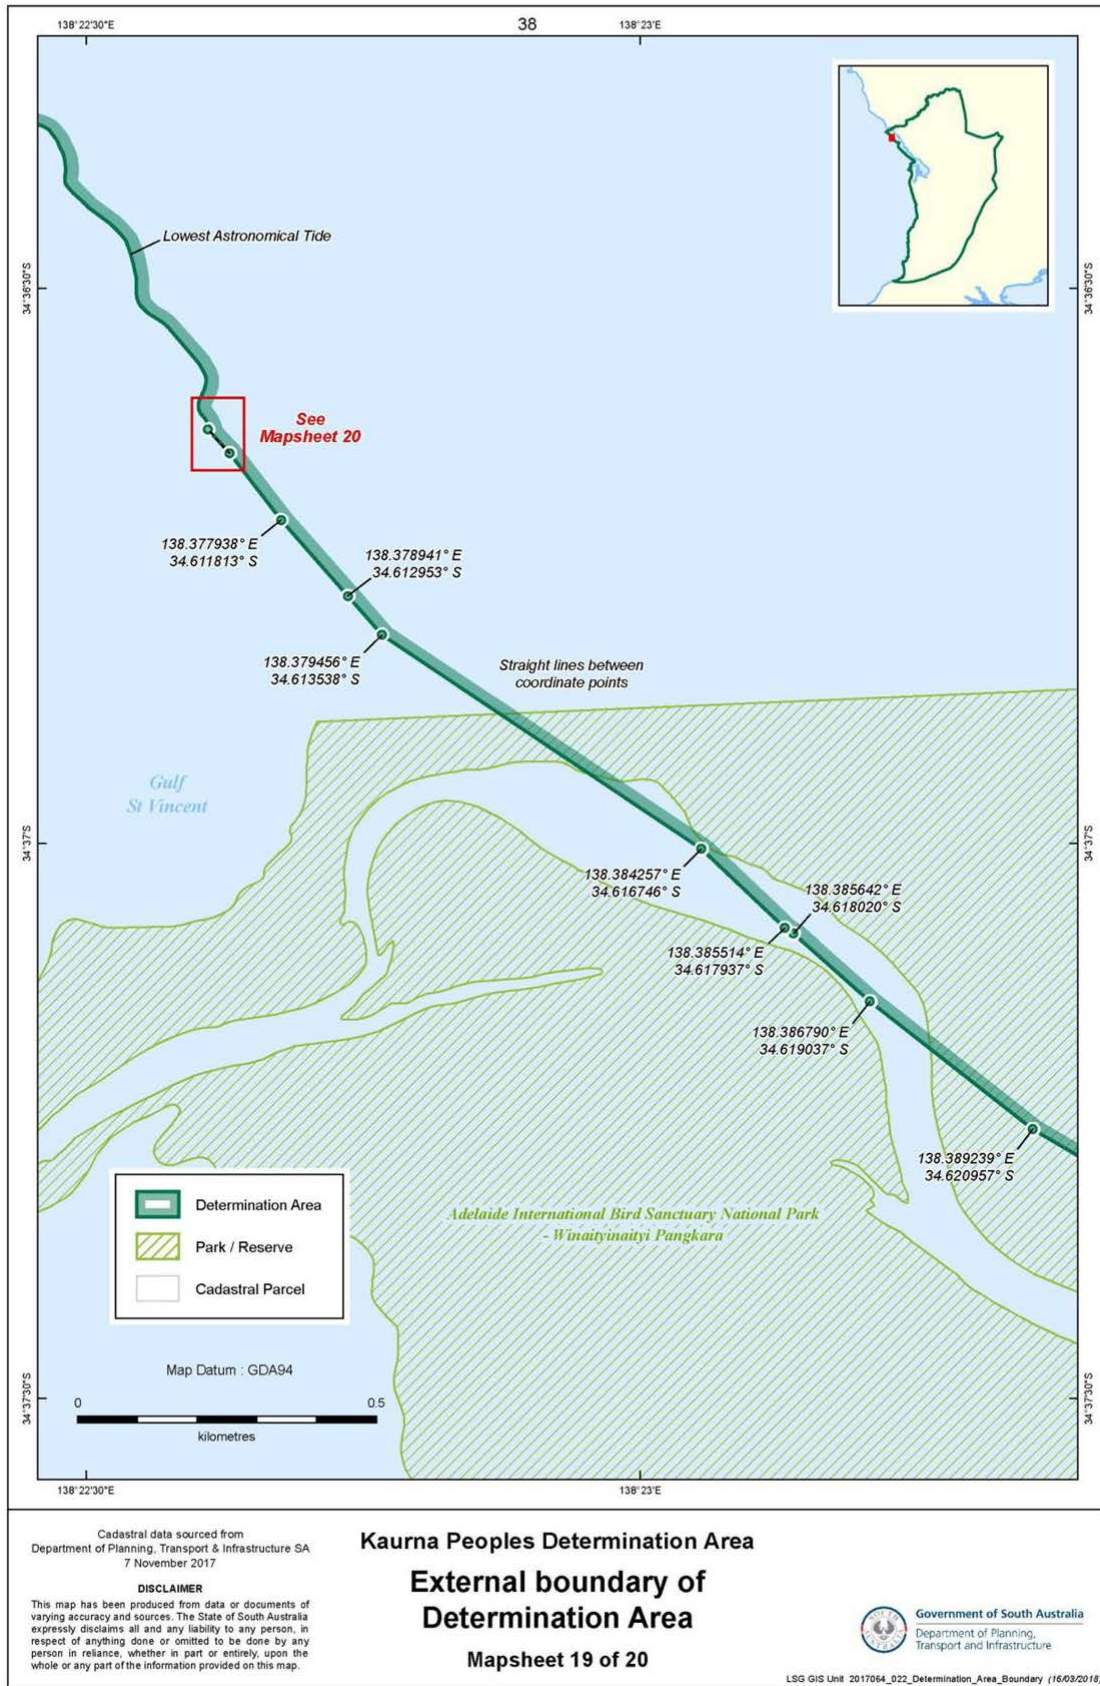 38
138°22'30"E
138°23'E
34°36'30"S
34°36'30"S
Lowest Astronomical Tide
See
Mapsheet 20
138.377938° E
34.611813° S
138.378941° E
34.612953° S
138.379456° E
34.613538° S
Straight lines between
coordinate points
Gulf
St Vincent
34°37'S
34°37'S
138.384257° E
34.616746° S
138.385642° E
34.618020° S
138.385514° E
34.617937° S
138.386790° E
34.619037° S
138.389239° E
34.620957° S
Adelaide International Bird Sanctuary National Park
- Winaityinaityi Pangkara
Determination Area
Park / Reserve
Cadastral Parcel
Map Datum : GDA94
0 0.5
kilometres
34°37'30"S
34°37'30"S
138°22'30"E
138°23'E
Cadastral data sourced from
Department of Planning, Transport & Infrastructure SA
7 November 2017
DISCLAIMER
This map has been produced from data or documents of
varying accuracy and sources. The State of South Australia
expressly disclaims all and any liability to any person, in
respect of anything done or omitted to be done by any
person in reliance, whether in part or entirely, upon the
whole or any part of the information provided on this map.
Kaurna Peoples Determination Area
External boundary of
Determination Area
Mapsheet 19 of 20
SOUTH AUSTRALIA
Government of South Australia
Department of Planning,
Transport and Infrastructure
LSG GIS Unit 2017064_022_Determination_Area_Boundary (16/03/2018)